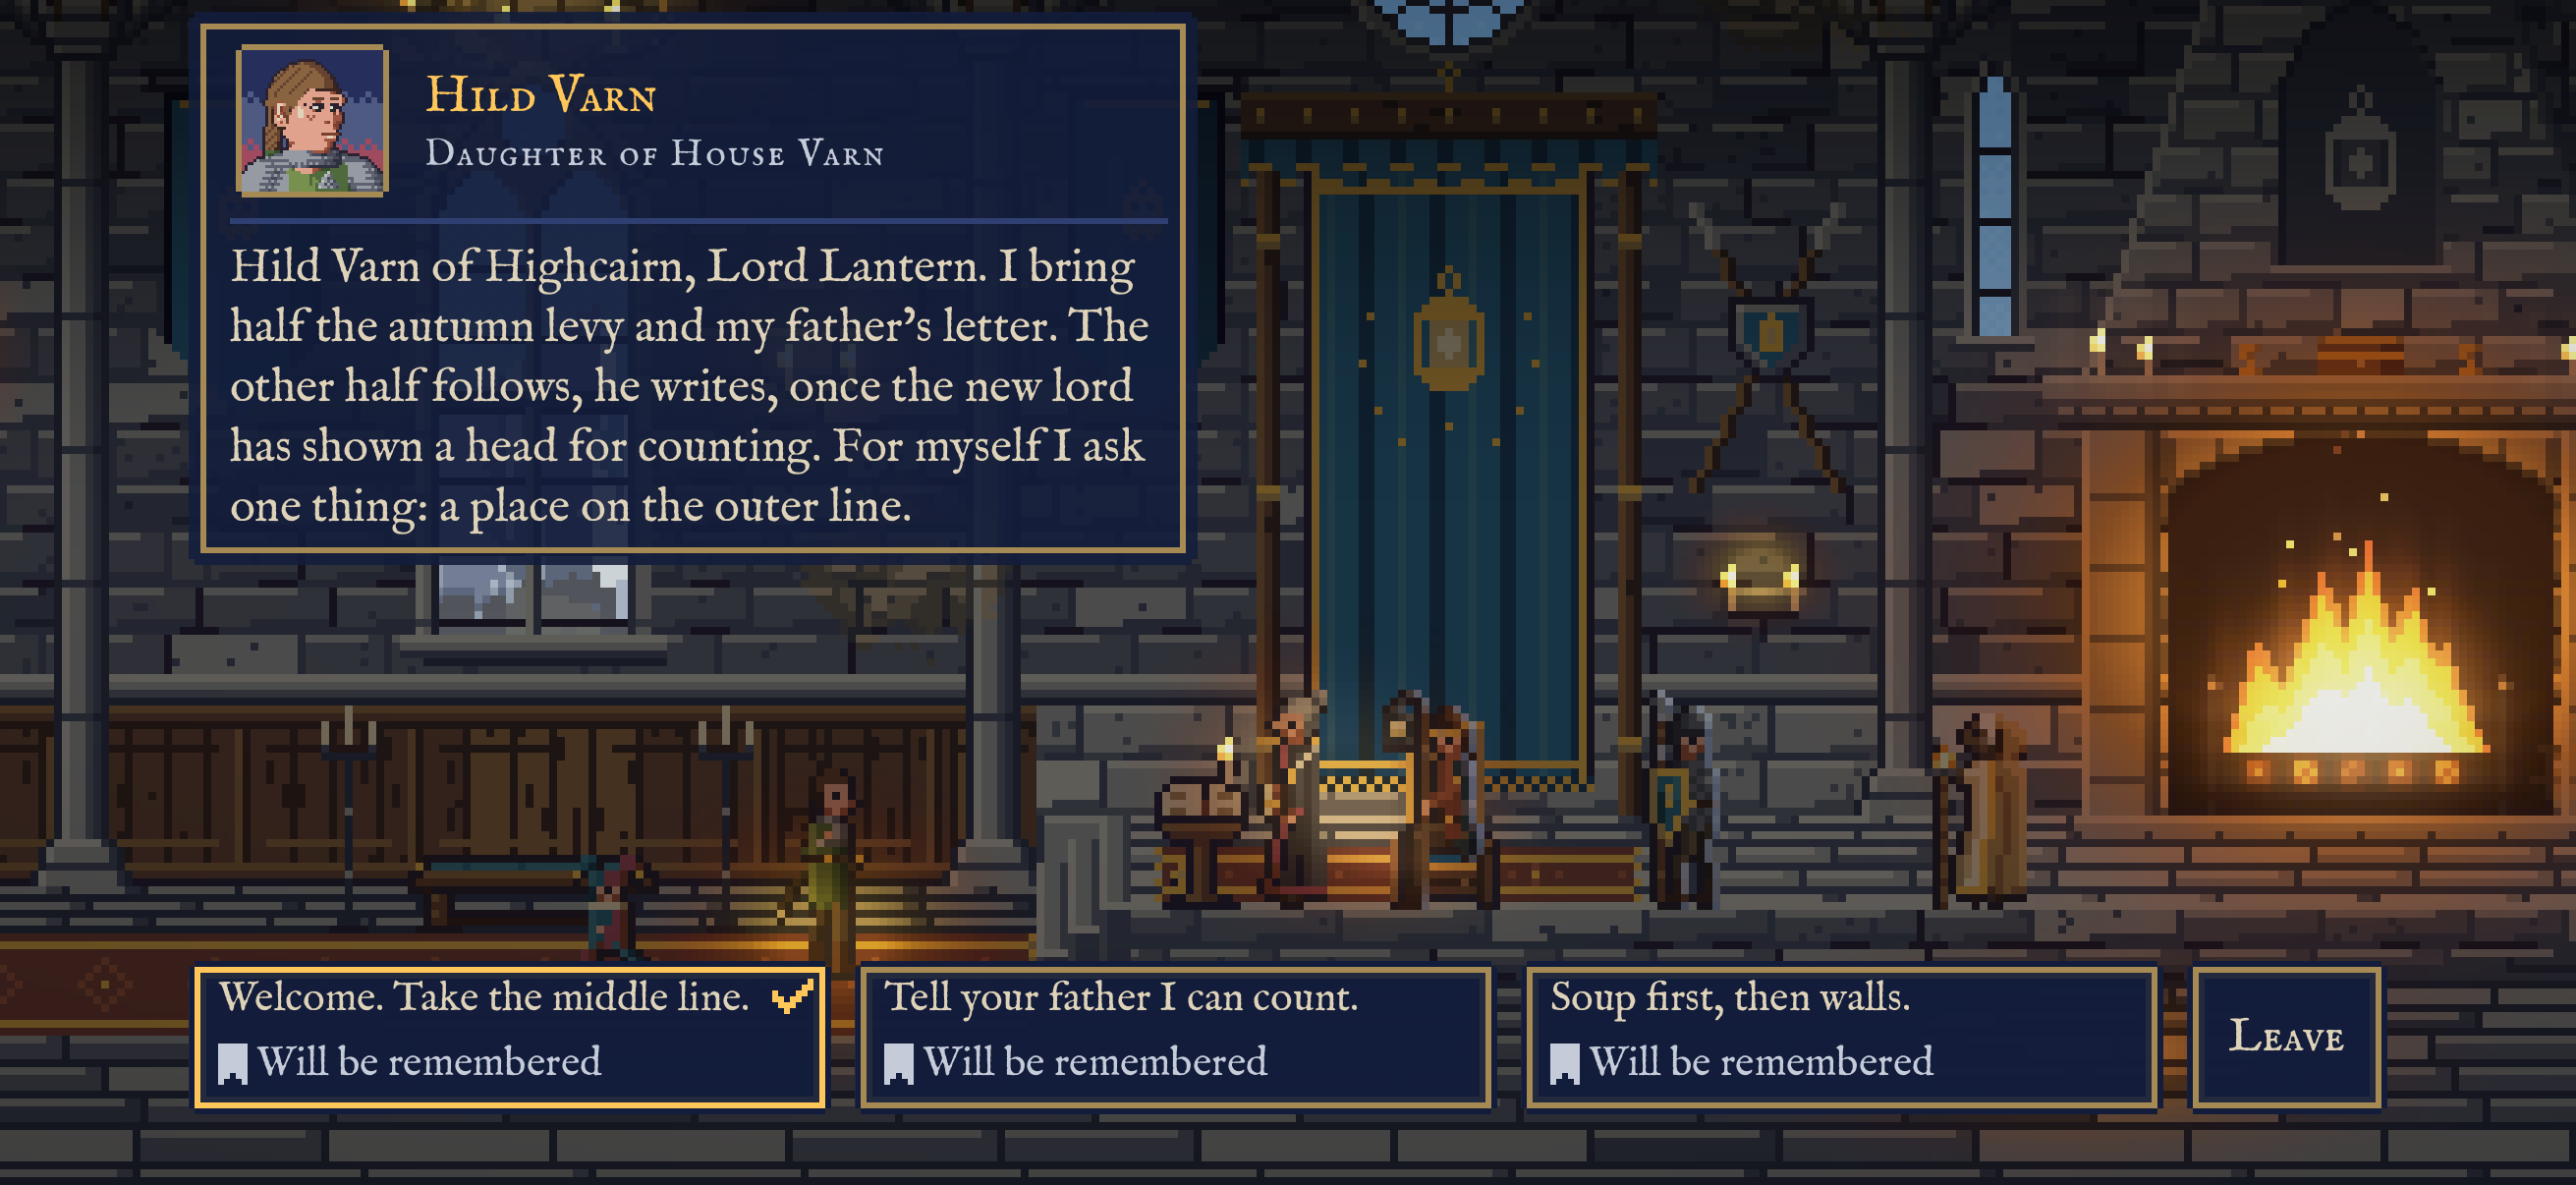 Hild Varn
Daughter of House Varn
Hild Varn of Highcairn, Lord Lantern. I bring
half the autumn levy and my father’s letter. The
other half follows, he writes, once the new lord
has shown a head for counting. For myself I ask
one thing: a place on the outer line.
Welcome. Take the middle line.
Will be remembered
Tell your father I can count.
Will be remembered
Soup first, then walls.
Will be remembered
Leave